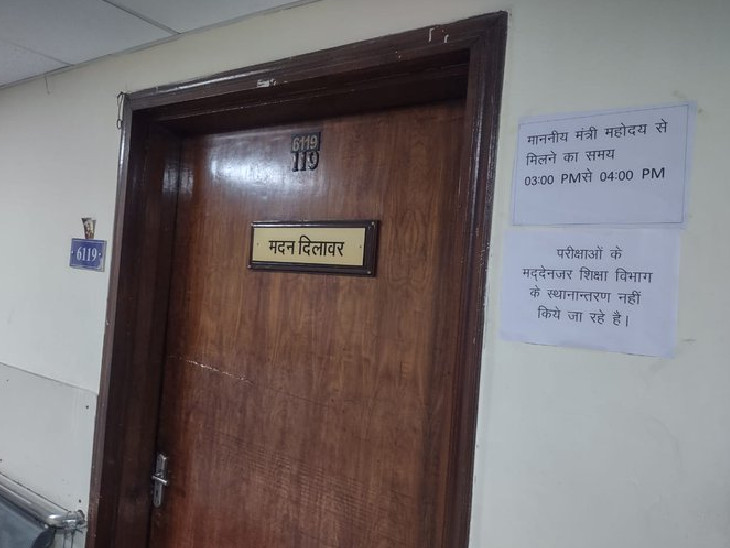 6119
119
मदन दिलावर
6119
माननीय मंत्री महोदय से
मिलने का समय
03:00 PMसे 04:00 PM
परीक्षाओं के
मद्देनजर शिक्षा विभाग
के स्थानान्तरण नहीं
किये जा रहे है।